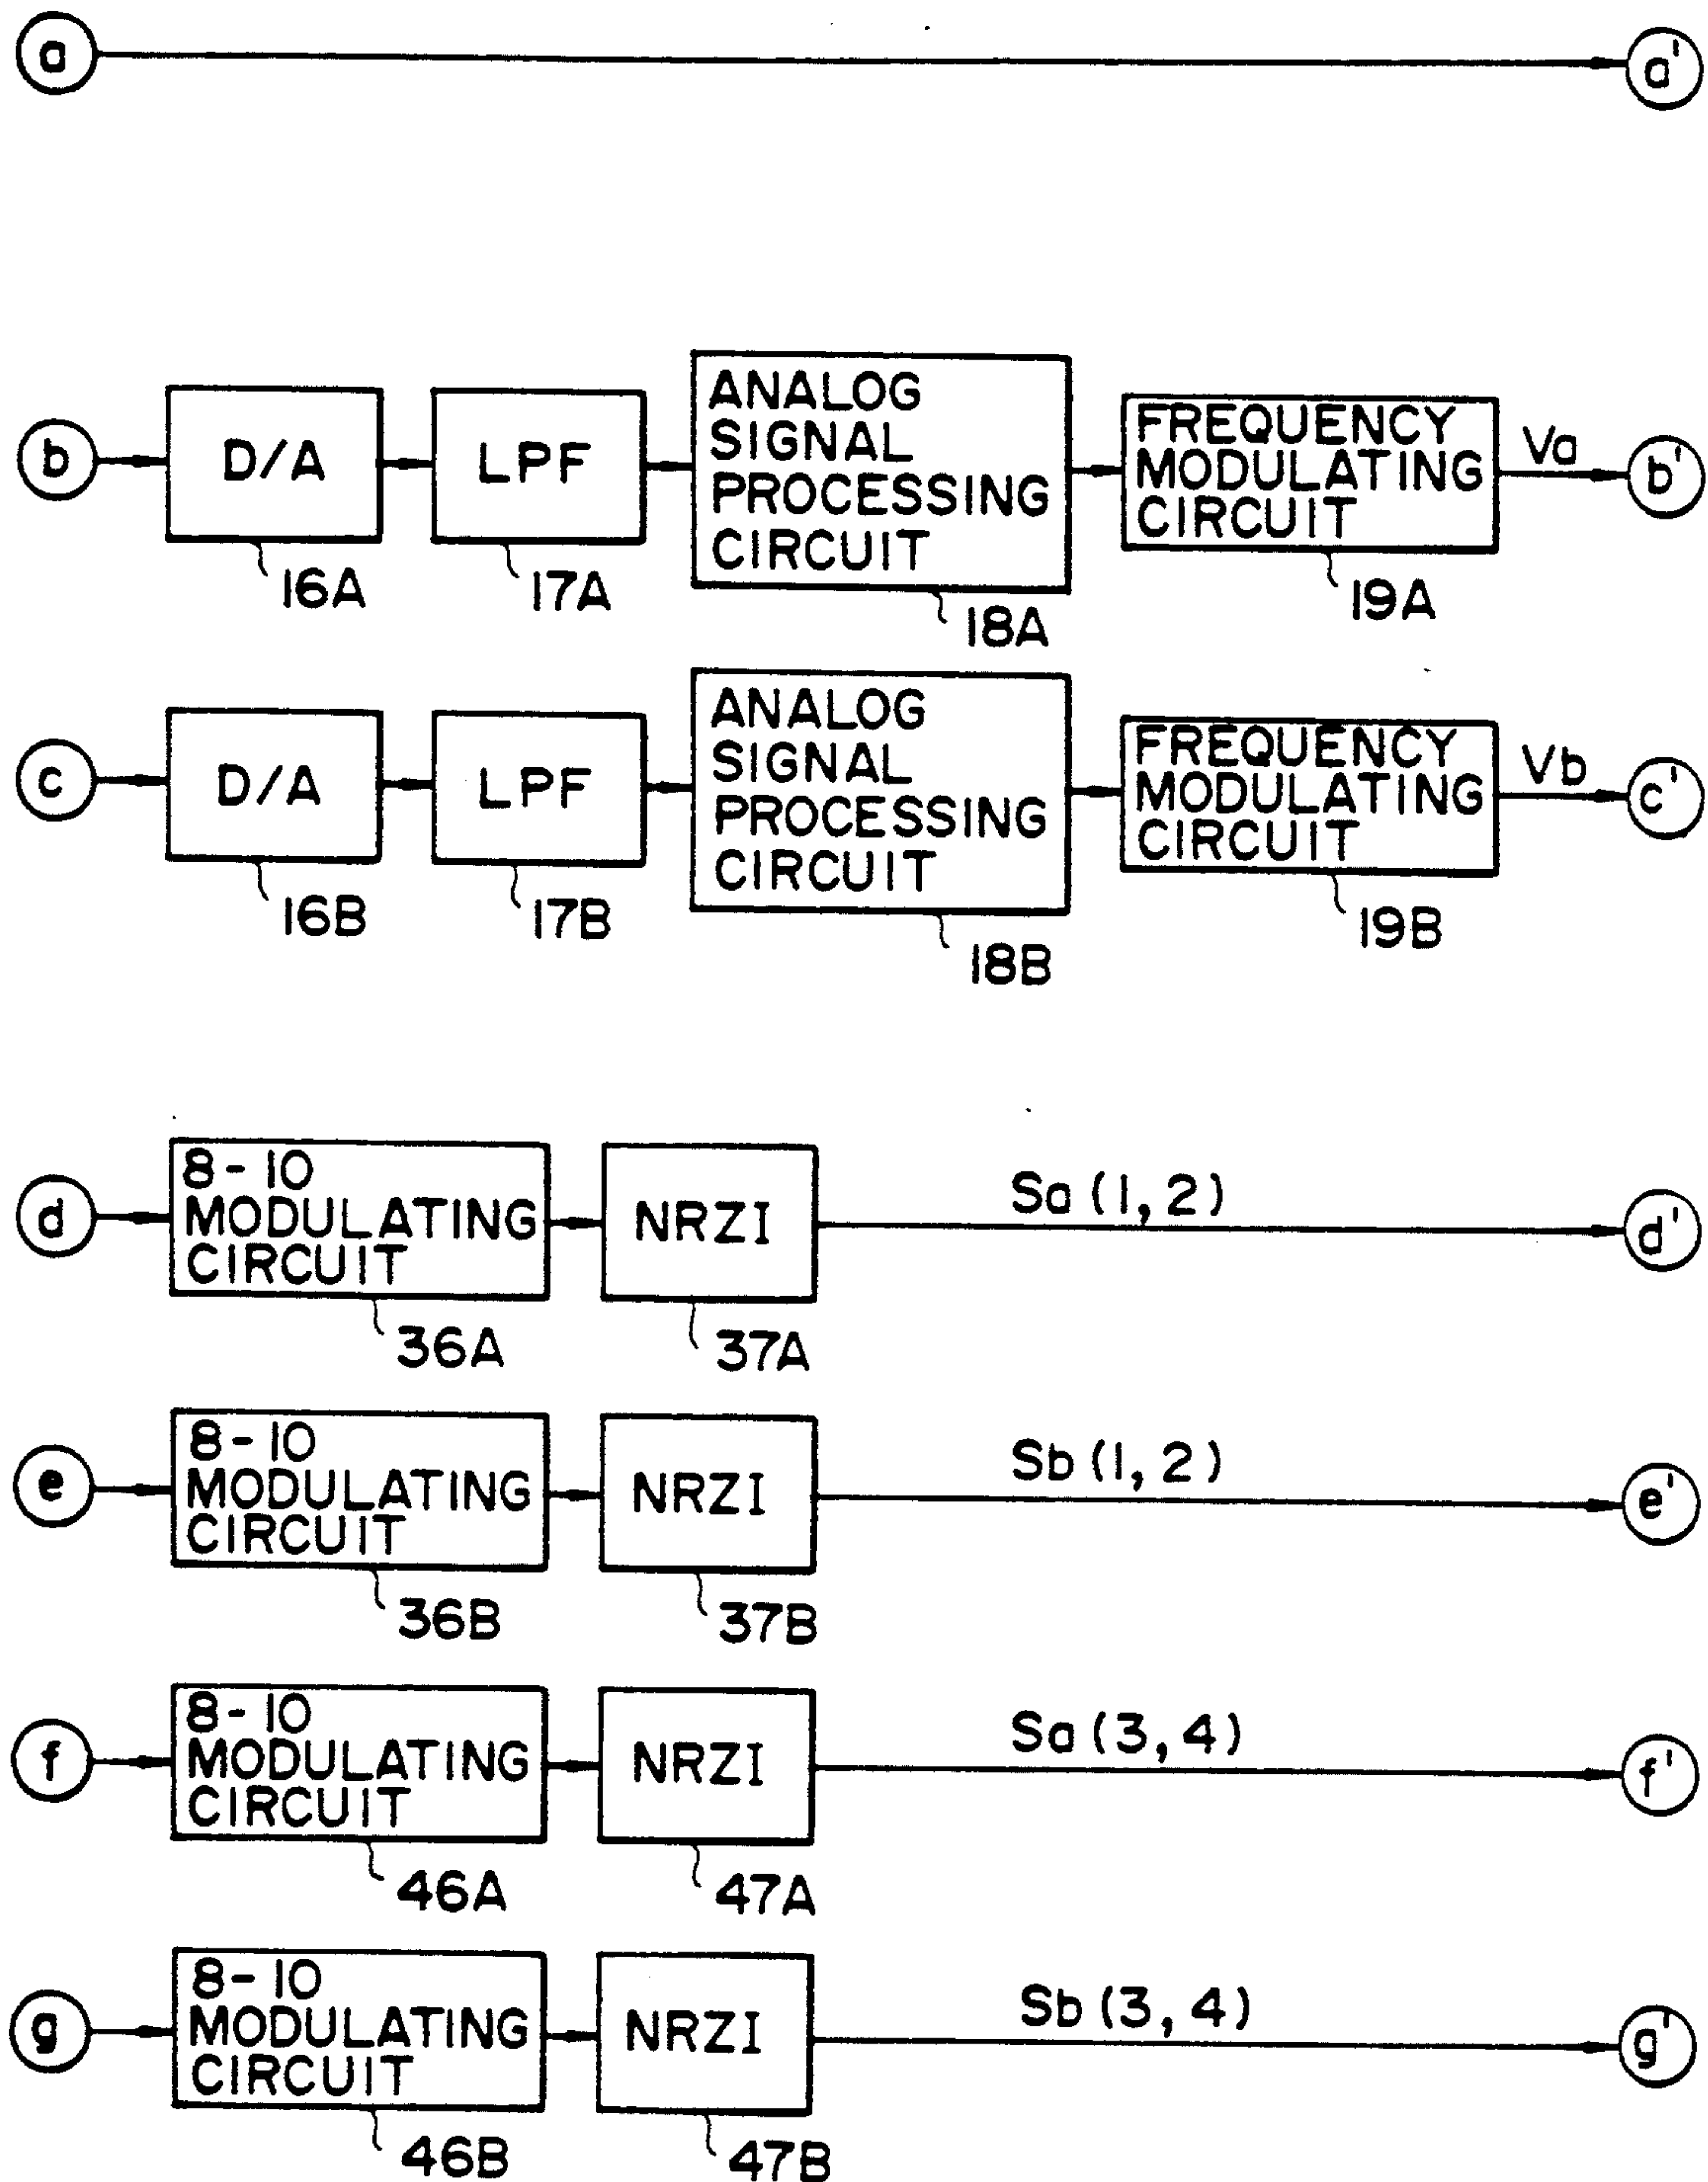 a a'
b D/A LPF ANALOG SIGNAL PROCESSING CIRCUIT FREQUENCY MODULATING CIRCUIT Va b'
16A 17A 18A 19A
c D/A LPF ANALOG SIGNAL PROCESSING CIRCUIT FREQUENCY MODULATING CIRCUIT Vb c'
16B 17B 18B 19B
d 8-10 MODULATING CIRCUIT NRZI Sa (1, 2) d'
36A 37A
e 8-10 MODULATING CIRCUIT NRZI Sb (1, 2) e'
36B 37B
f 8-10 MODULATING CIRCUIT NRZI Sa (3, 4) f'
46A 47A
g 8-10 MODULATING CIRCUIT NRZI Sb (3, 4) g'
46B 47B